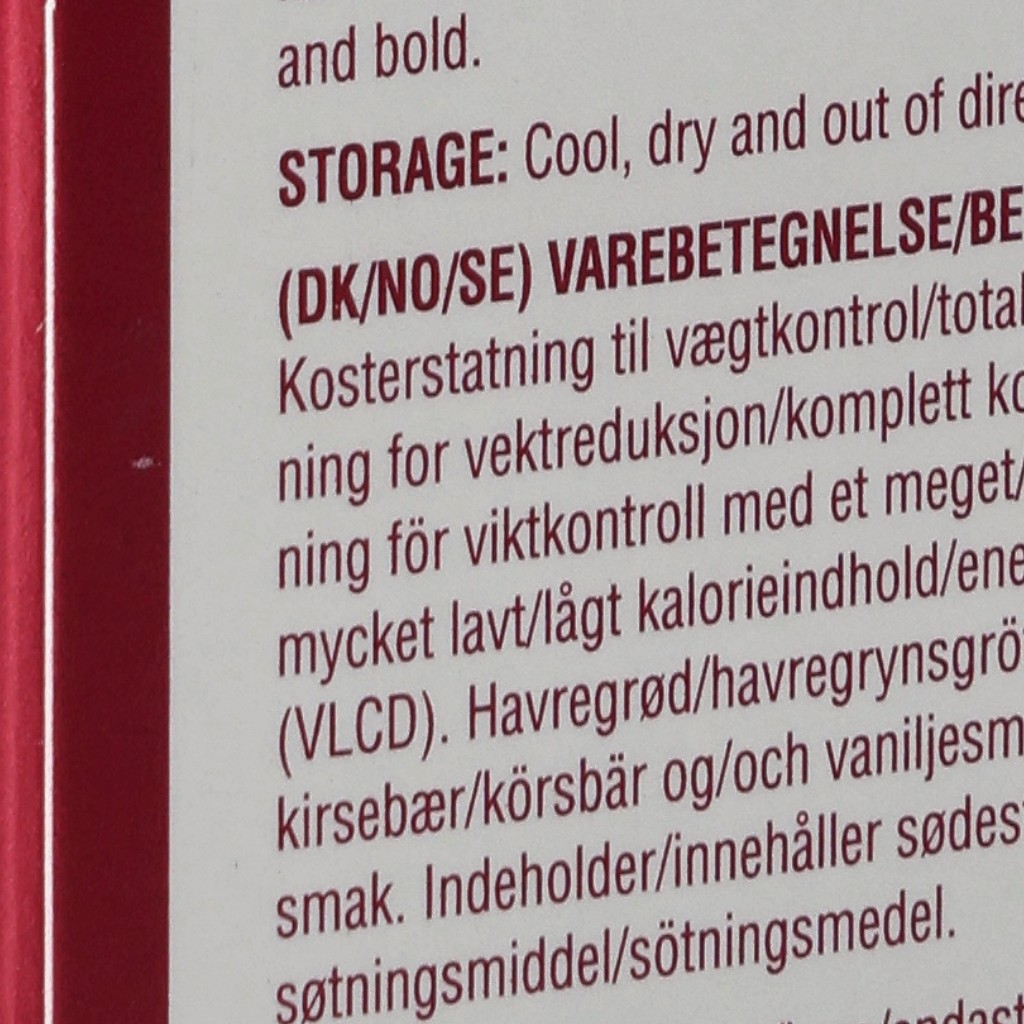 and bold.
STORAGE: Cool, dry and out of dire
(DK/NO/SE) VAREBETEGNELSE/BE
Kosterstatning til vægtkontrol/total
ning for vektreduksjon/komplett ko
ning för viktkontroll med et meget/
mycket lavt/lågt kalorieindhold/ene
(VLCD). Havregrød/havregrynsgrö
kirsebær/körsbär og/och vaniljesm
smak. Indeholder/innehåller sødes
søtningsmiddel/sötningsmedel.